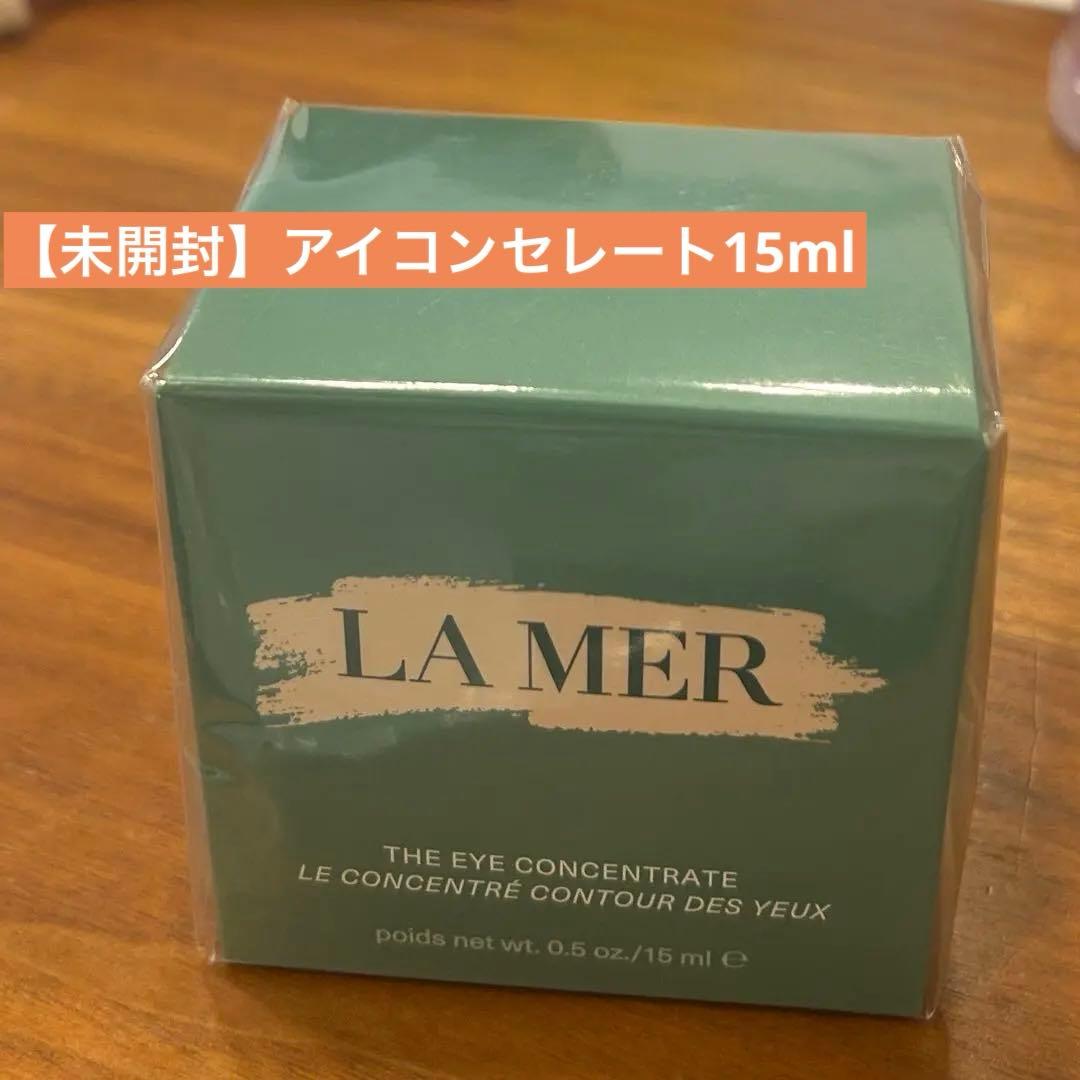 【未開封】アイコンセレート15ml
LA MER
THE EYE CONCENTRATE
LE CONCENTRÉ CONTOUR DES YEUX
poids net wt. 0.5 oz./15 ml ℮